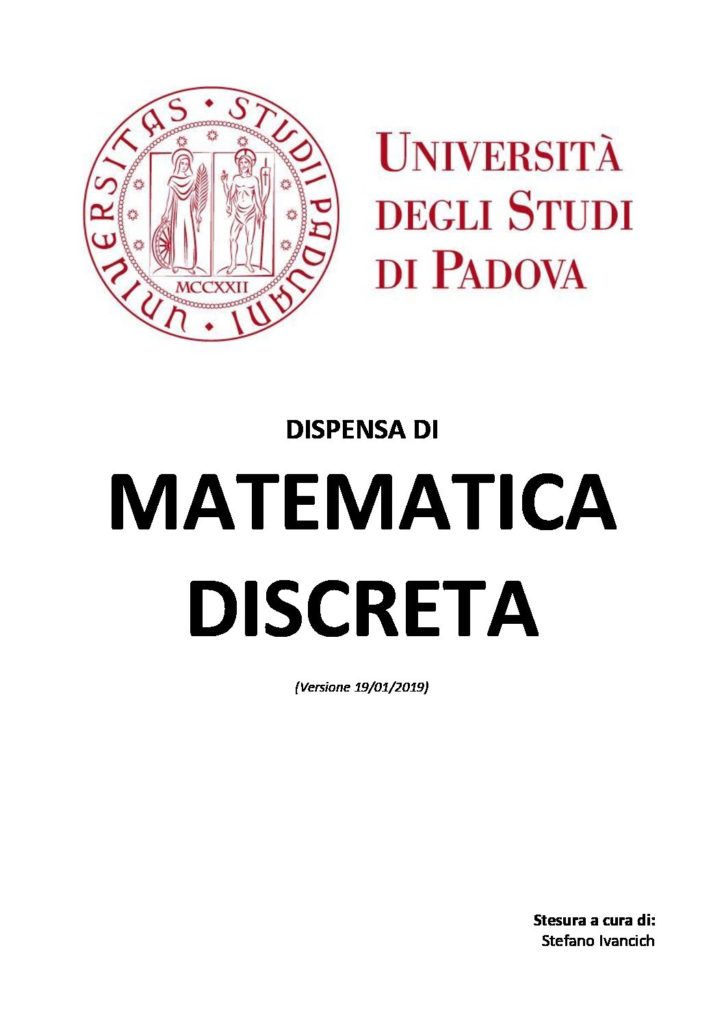 UNIVERSITAS • STUDII PADUANI •
MCCXXII
UNIVERSITÀ
DEGLI STUDI
DI PADOVA
DISPENSA DI
MATEMATICA
DISCRETA
(Versione 19/01/2019)
Stesura a cura di:
Stefano Ivancich